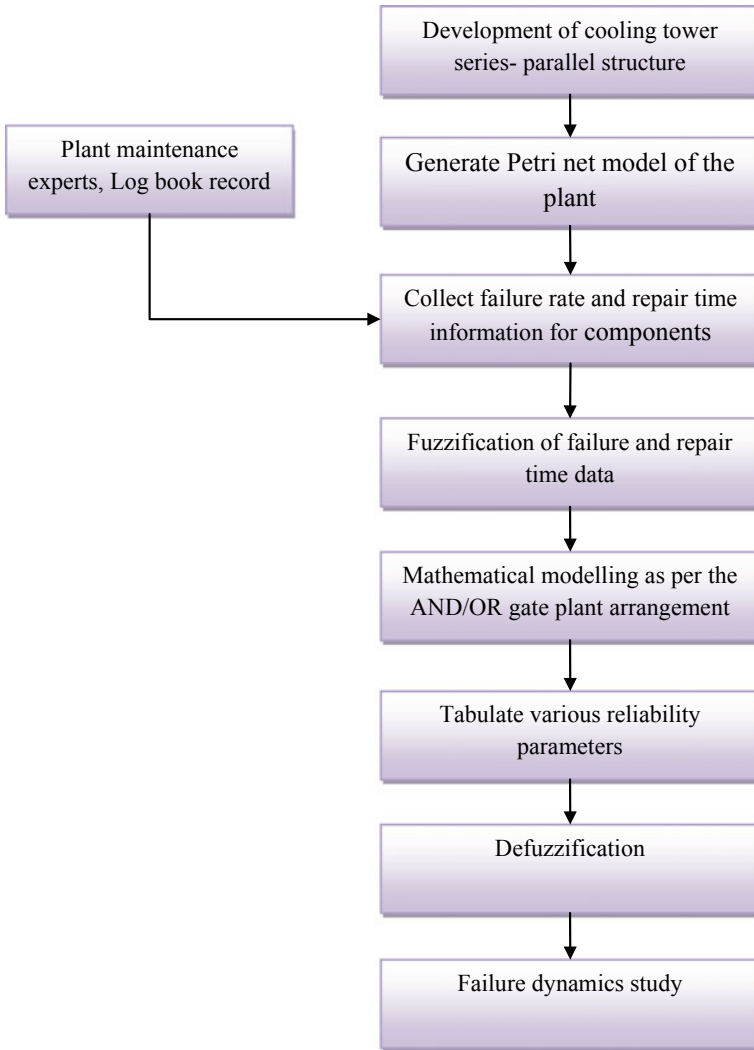 Development of cooling tower
series- parallel structure
Plant maintenance
experts, Log book record
Generate Petri net model of the
plant
Collect failure rate and repair time
information for components
Fuzzification of failure and repair
time data
Mathematical modelling as per the
AND/OR gate plant arrangement
Tabulate various reliability
parameters
Defuzzification
Failure dynamics study